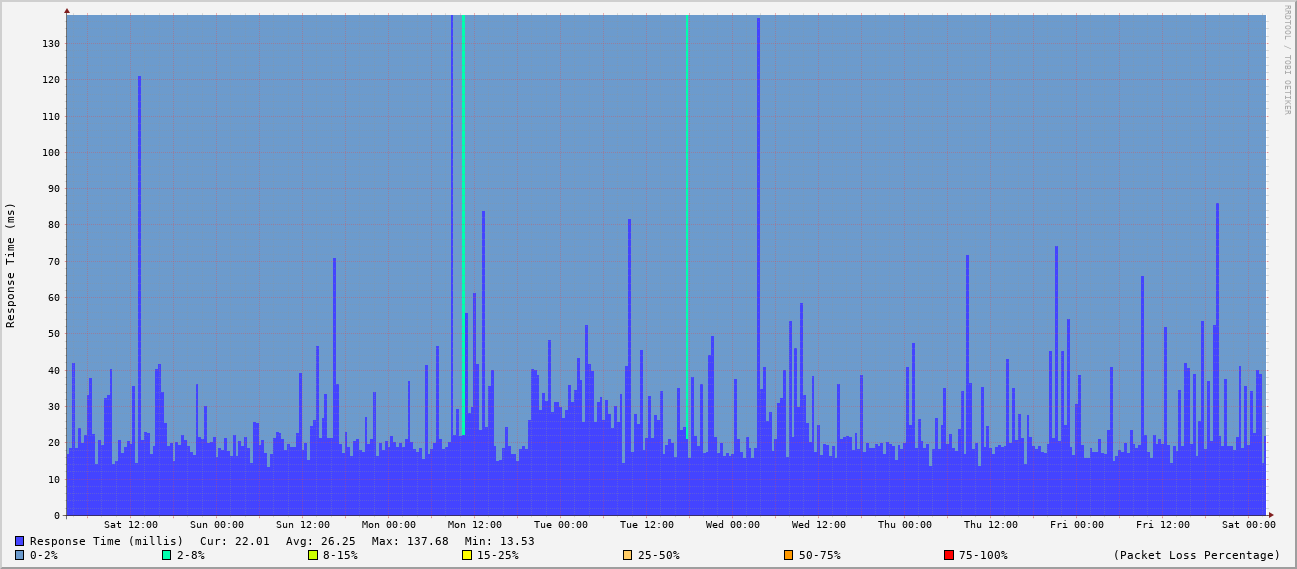 RRDTOOL / TOBI OETIKER
Response Time (ms)
130
120
110
100
90
80
70
60
50
40
30
20
10
0
Sat 12:00 Sun 00:00 Sun 12:00 Mon 00:00 Mon 12:00 Tue 00:00 Tue 12:00 Wed 00:00 Wed 12:00 Thu 00:00 Thu 12:00 Fri 00:00 Fri 12:00 Sat 00:00
Response Time (millis) Cur: 22.01 Avg: 26.25 Max: 137.68 Min: 13.53
0-2% 2-8% 8-15% 15-25% 25-50% 50-75% 75-100% (Packet Loss Percentage)